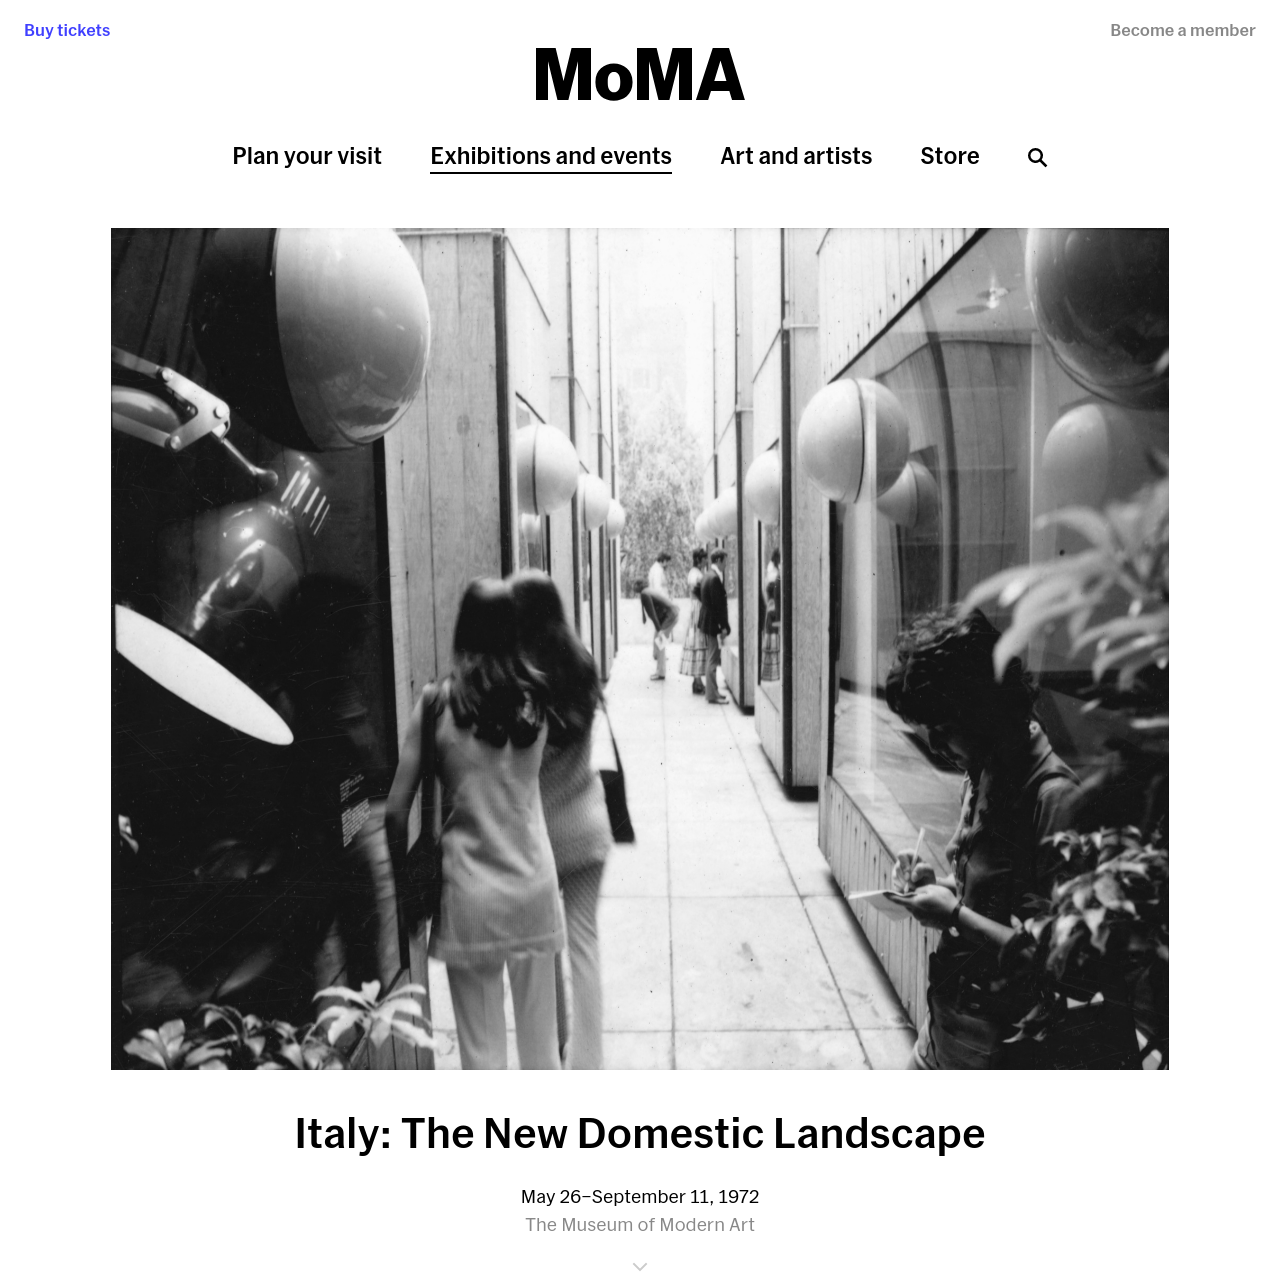 Buy tickets
Become a member
MoMA
Plan your visit
Exhibitions and events
Art and artists
Store
Italy: The New Domestic Landscape
May 26–September 11, 1972
The Museum of Modern Art